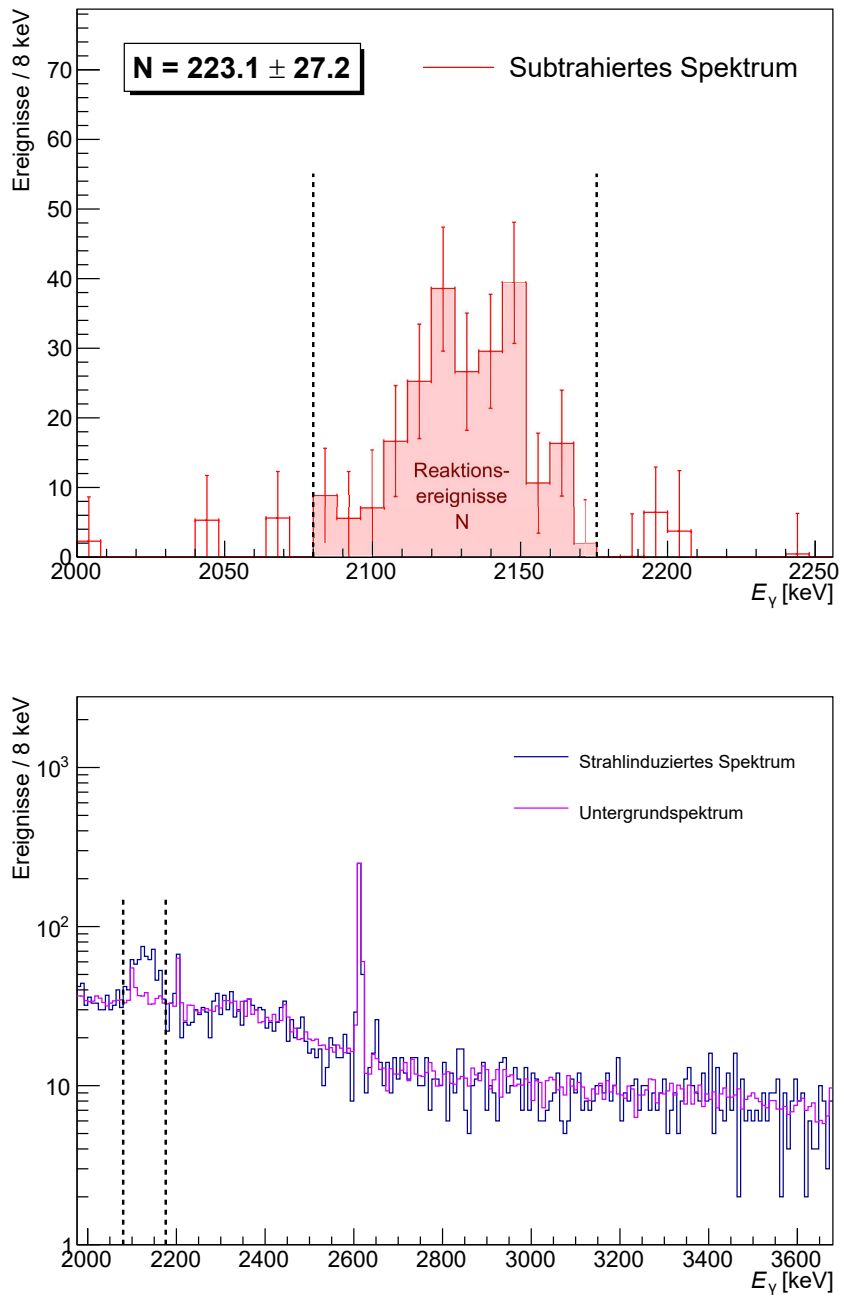 Ereignisse / 8 keV
70
60
50
40
30
20
10
0
N = 223.1 ± 27.2
Subtrahiertes Spektrum
Reaktions-
ereignisse
N
2000 2050 2100 2150 2200 2250
Eγ [keV]
Ereignisse / 8 keV
10³
10²
10
1
Strahlinduziertes Spektrum
Untergrundspektrum
2000 2200 2400 2600 2800 3000 3200 3400 3600
Eγ [keV]